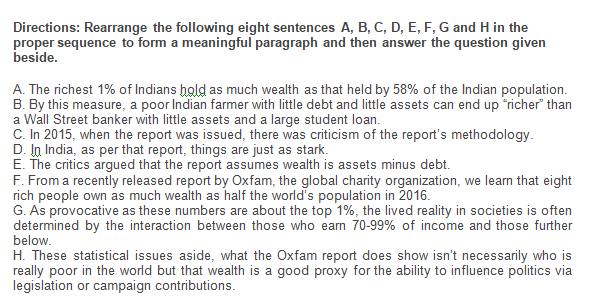 Directions: Rearrange the following eight sentences A, B, C, D, E, F, G and H in the
proper sequence to form a meaningful paragraph and then answer the question given
beside.
A. The richest 1% of Indians hold as much wealth as that held by 58% of the Indian population.
B. By this measure, a poor Indian farmer with little debt and little assets can end up “richer” than
a Wall Street banker with little assets and a large student loan.
C. In 2015, when the report was issued, there was criticism of the report’s methodology.
D. In India, as per that report, things are just as stark.
E. The critics argued that the report assumes wealth is assets minus debt.
F. From a recently released report by Oxfam, the global charity organization, we learn that eight
rich people own as much wealth as half the world’s population in 2016.
G. As provocative as these numbers are about the top 1%, the lived reality in societies is often
determined by the interaction between those who earn 70-99% of income and those further
below.
H. These statistical issues aside, what the Oxfam report does show isn’t necessarily who is
really poor in the world but that wealth is a good proxy for the ability to influence politics via
legislation or campaign contributions.